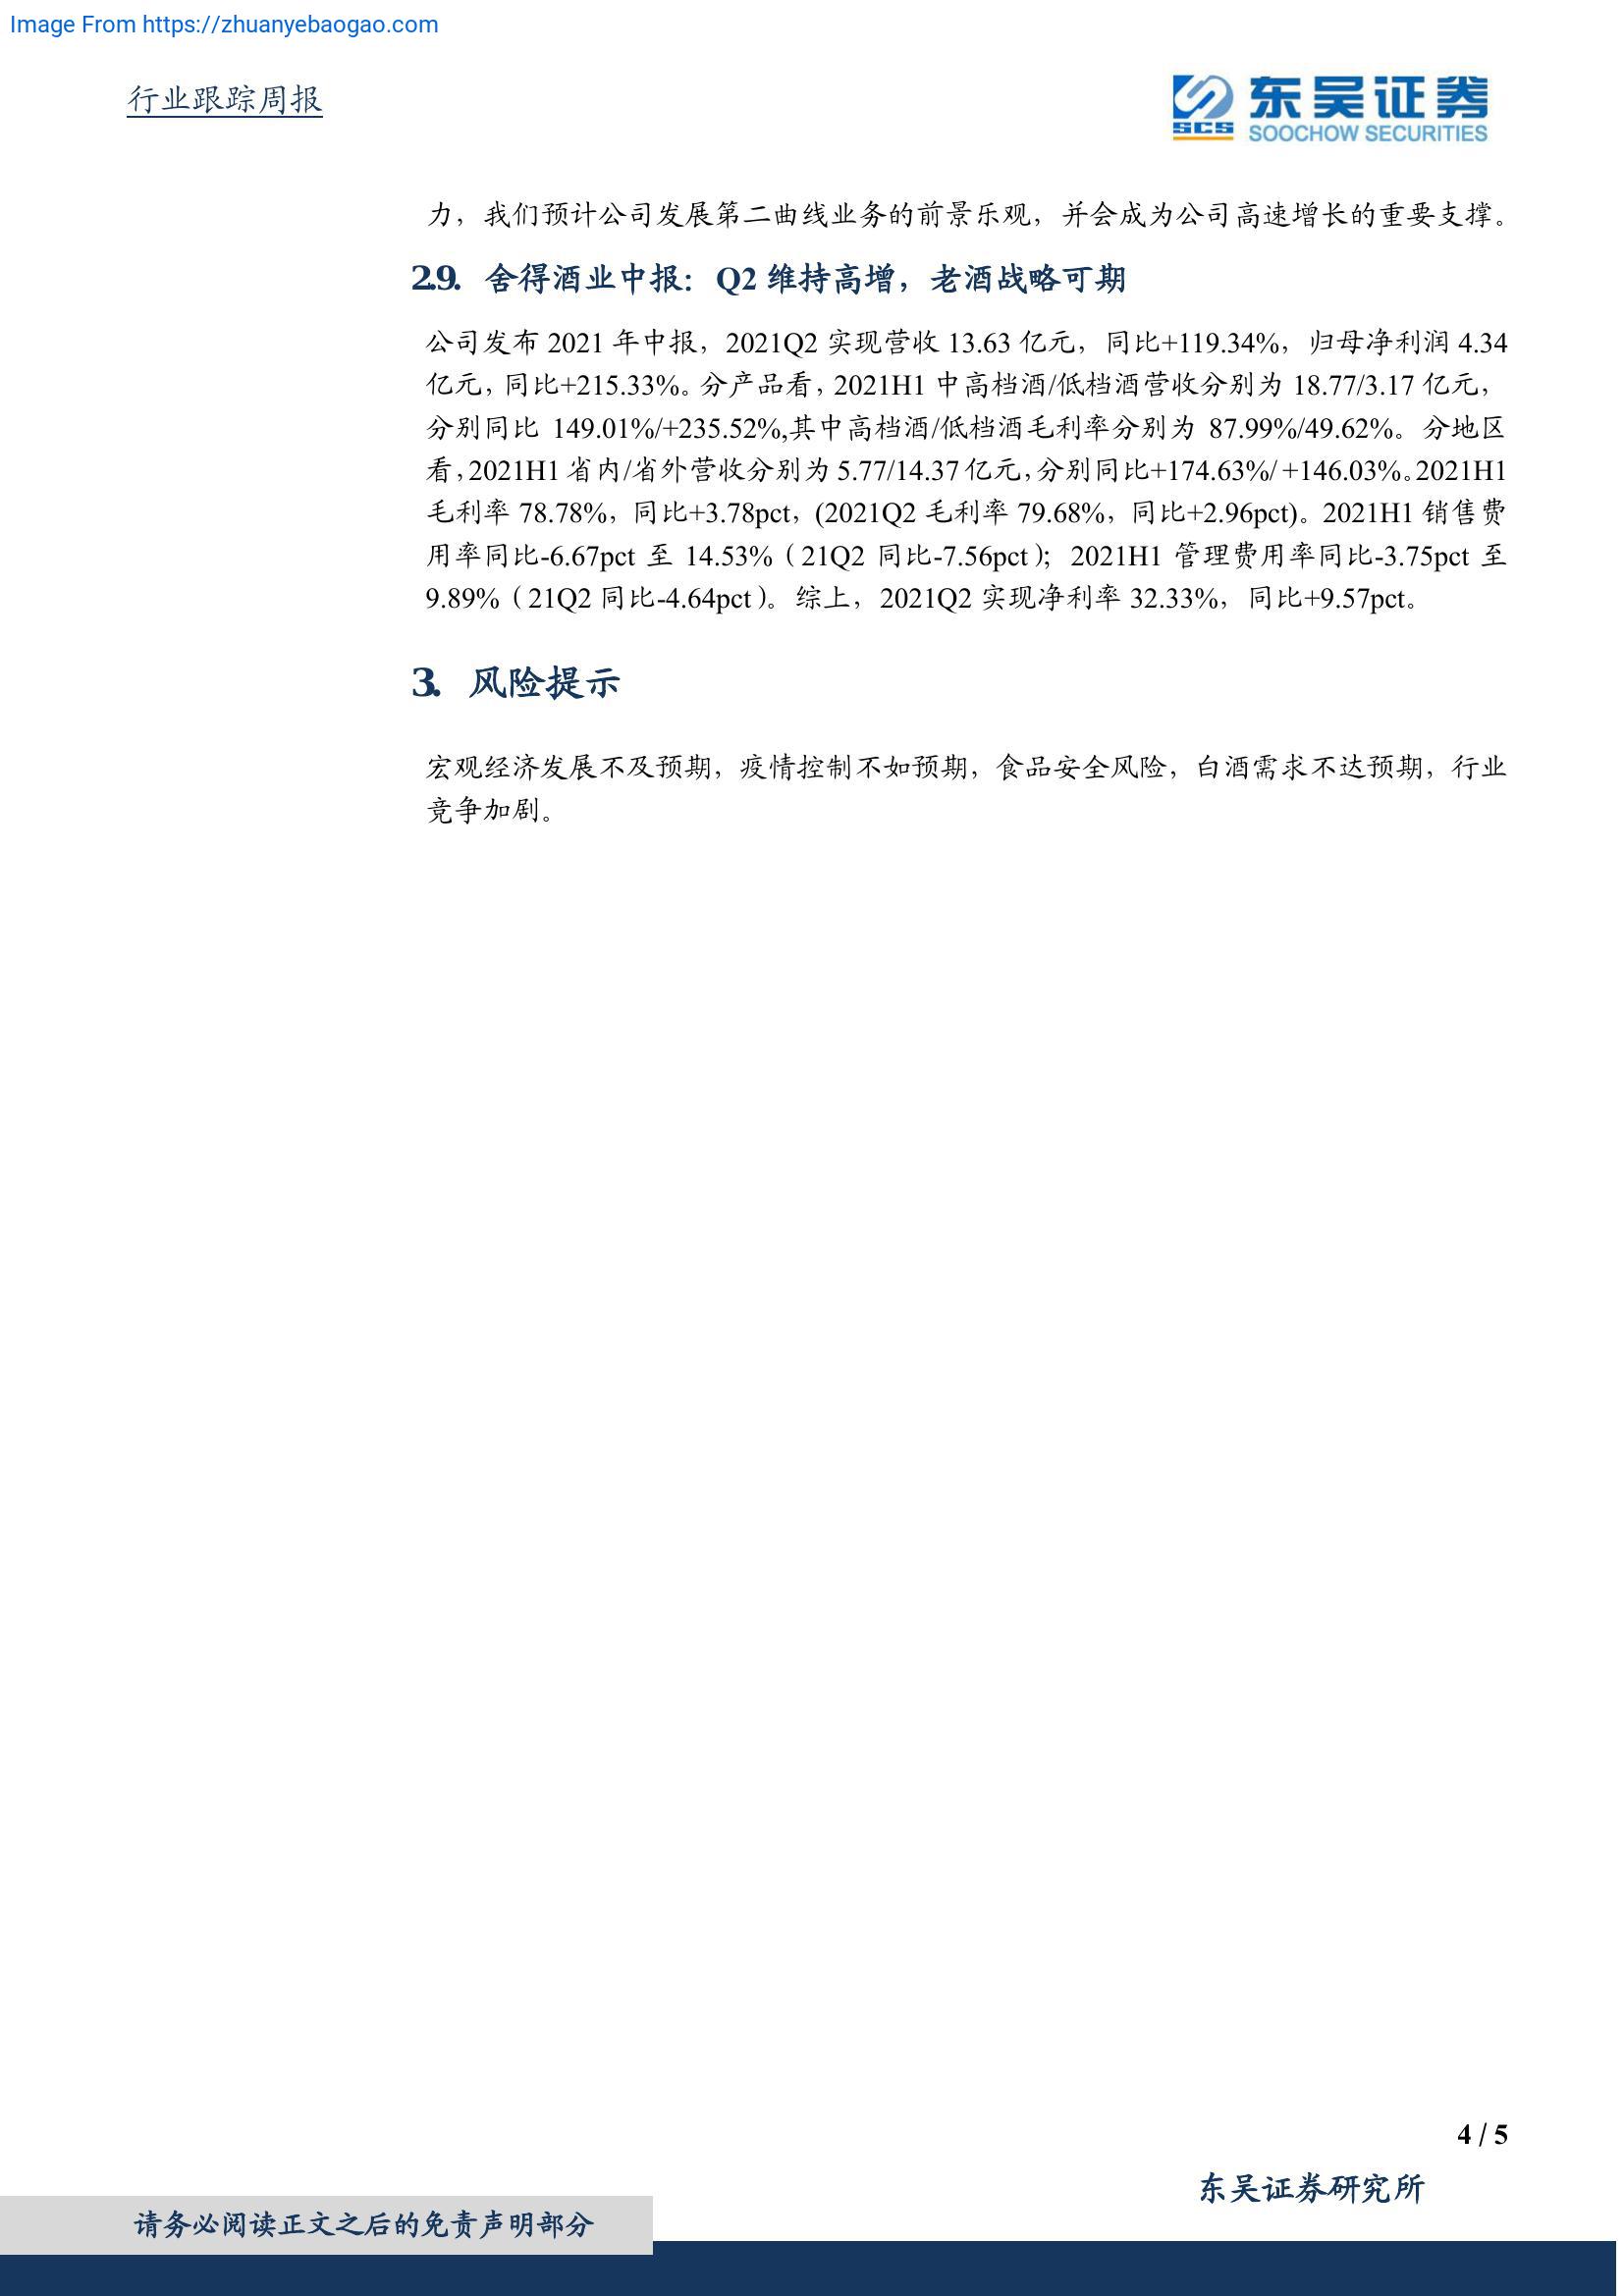 Image From https://zhuanyebaogao.com
行业跟踪周报
SCS
东吴证券
SOOCHOW SECURITIES
力，我们预计公司发展第二曲线业务的前景乐观，并会成为公司高速增长的重要支撑。
2.9. 舍得酒业中报：Q2 维持高增，老酒战略可期
公司发布 2021 年中报，2021Q2 实现营收 13.63 亿元，同比+119.34%，归母净利润 4.34
亿元，同比+215.33%。分产品看，2021H1 中高档酒/低档酒营收分别为 18.77/3.17 亿元，
分别同比 149.01%/+235.52%,其中高档酒/低档酒毛利率分别为 87.99%/49.62%。分地区
看，2021H1 省内/省外营收分别为 5.77/14.37 亿元，分别同比+174.63%/ +146.03%。2021H1
毛利率 78.78%，同比+3.78pct，(2021Q2 毛利率 79.68%，同比+2.96pct)。2021H1 销售费
用率同比-6.67pct 至 14.53%（21Q2 同比-7.56pct）；2021H1 管理费用率同比-3.75pct 至
9.89%（21Q2 同比-4.64pct）。综上，2021Q2 实现净利率 32.33%，同比+9.57pct。
3. 风险提示
宏观经济发展不及预期，疫情控制不如预期，食品安全风险，白酒需求不达预期，行业
竞争加剧。
4 / 5
东吴证券研究所
请务必阅读正文之后的免责声明部分